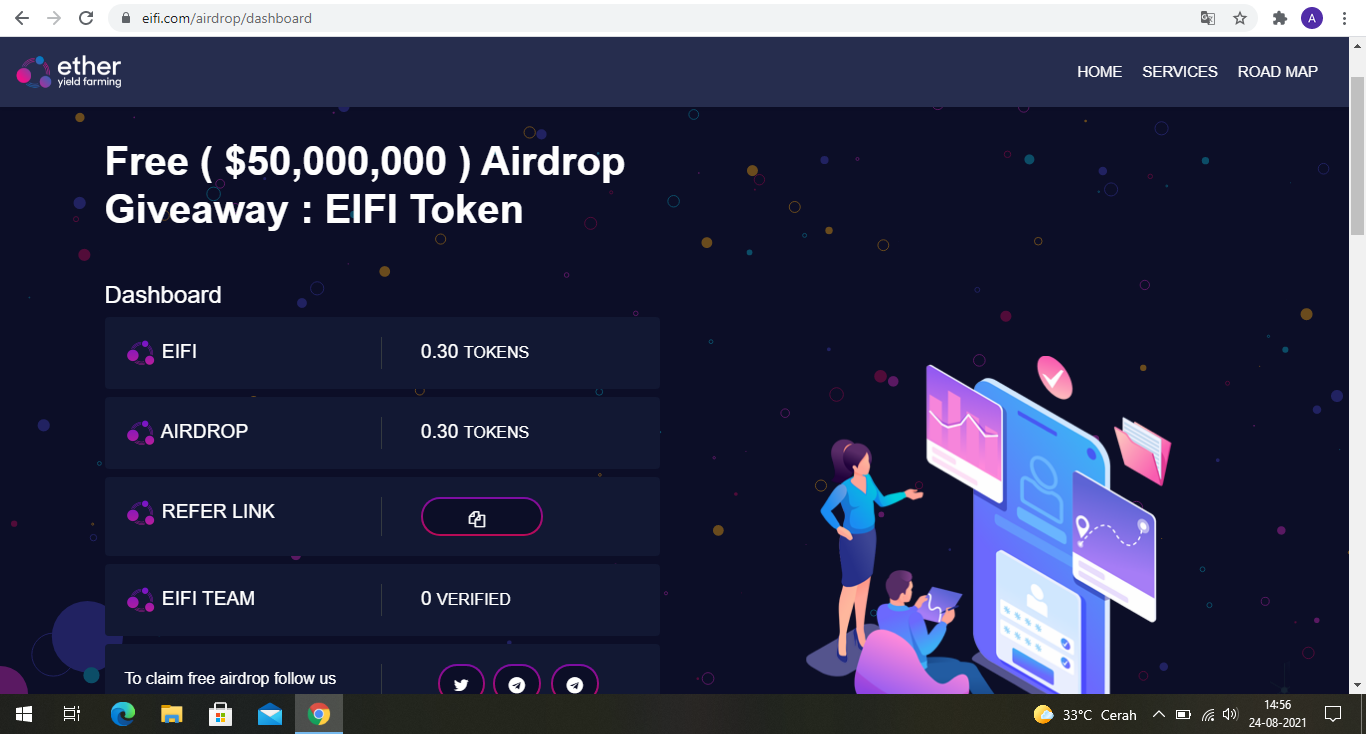 eifi.com/airdrop/dashboard
A
ether
yield farming
HOME SERVICES ROAD MAP
Free ( $50,000,000 ) Airdrop
Giveaway : EIFI Token
Dashboard
EIFI 0.30 TOKENS
AIRDROP 0.30 TOKENS
REFER LINK
EIFI TEAM 0 VERIFIED
To claim free airdrop follow us
33°C Cerah
14:56
24-08-2021